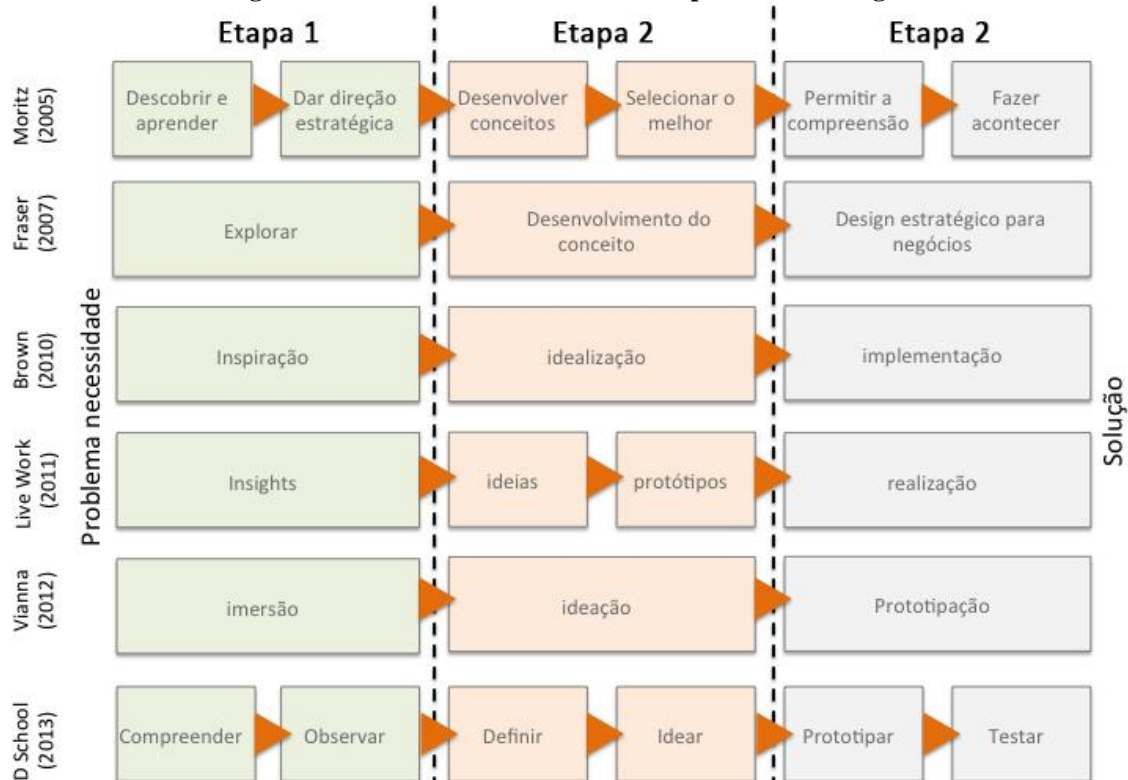 Etapa 1
Etapa 2
Etapa 2
Moritz
(2005)
Descobrir e
aprender
Dar direção
estratégica
Desenvolver
conceitos
Selecionar o
melhor
Permitir a
compreensão
Fazer
acontecer
Fraser
(2007)
Explorar
Desenvolvimento do
conceito
Design estratégico para
negócios
Problema necessidade
Brown
(2010)
Inspiração
idealização
implementação
Solução
Live Work
(2011)
Insights
ideias
protótipos
realização
Vianna
(2012)
imersão
ideação
Prototipação
D School
(2013)
Compreender
Observar
Definir
Idear
Prototipar
Testar